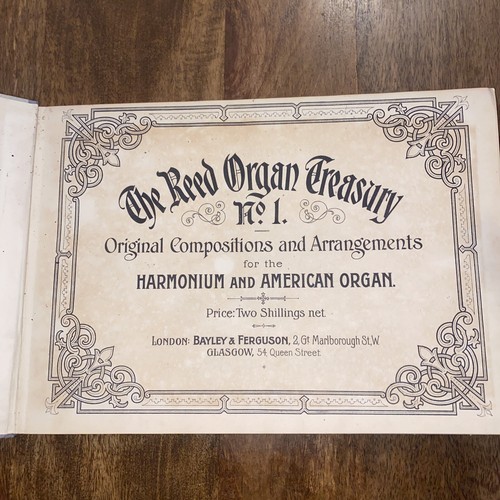 The Reed Organ Treasury
No 1.
Original Compositions and Arrangements
for the
HARMONIUM AND AMERICAN ORGAN.
Price: Two Shillings net.
LONDON: BAYLEY & FERGUSON, 2, Gt Marlborough St, W.
GLASGOW, 54, Queen Street.